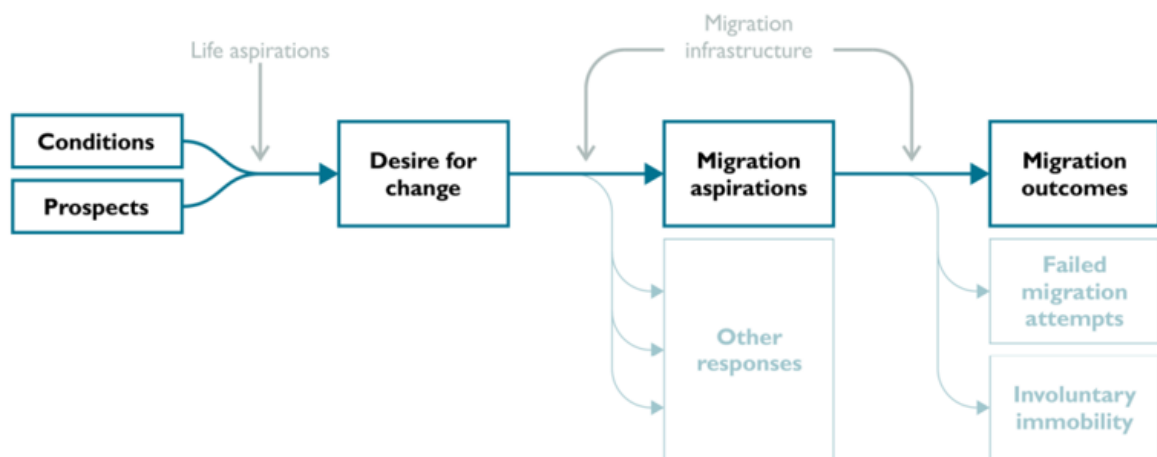 Life aspirations
Migration
infrastructure
Conditions
Prospects
Desire for
change
Migration
aspirations
Migration
outcomes
Other
responses
Failed
migration
attempts
Involuntary
immobility